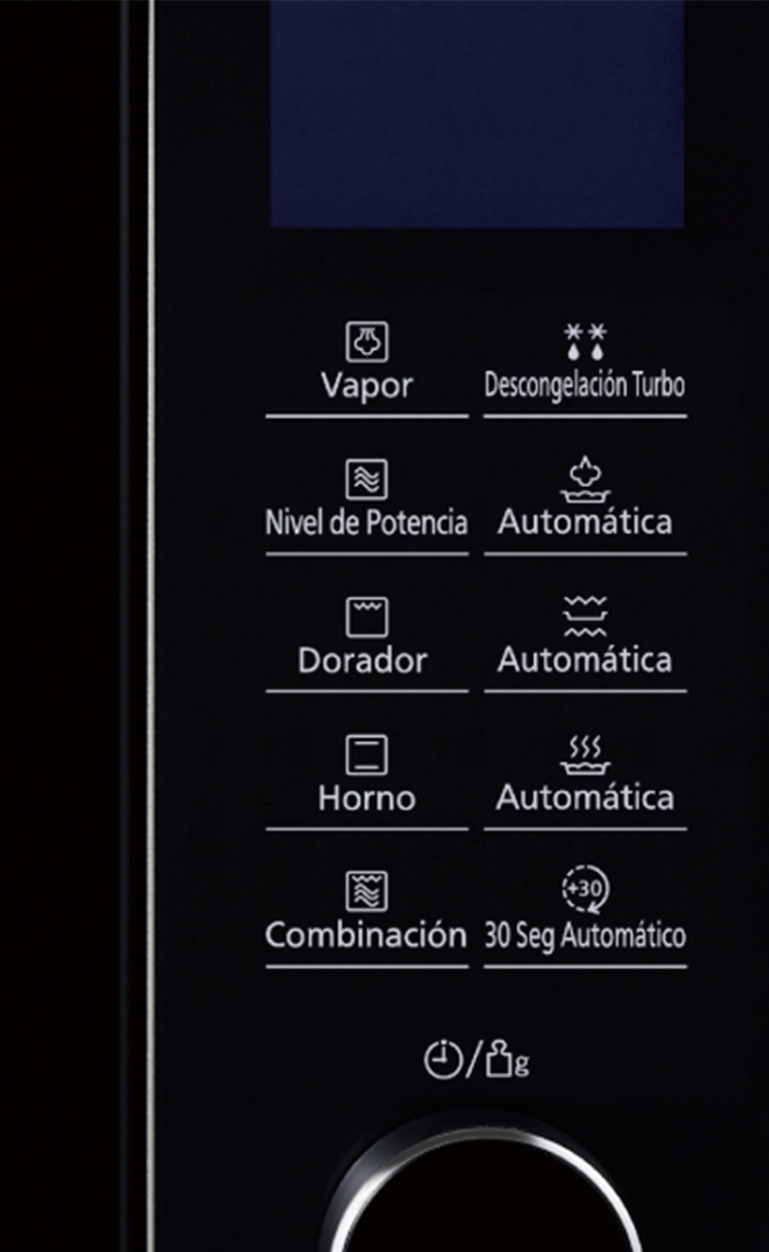 Vapor
Descongelación Turbo
Nivel de Potencia
Automática
Dorador
Automática
Horno
Automática
+30
Combinación
30 Seg Automático
/ g